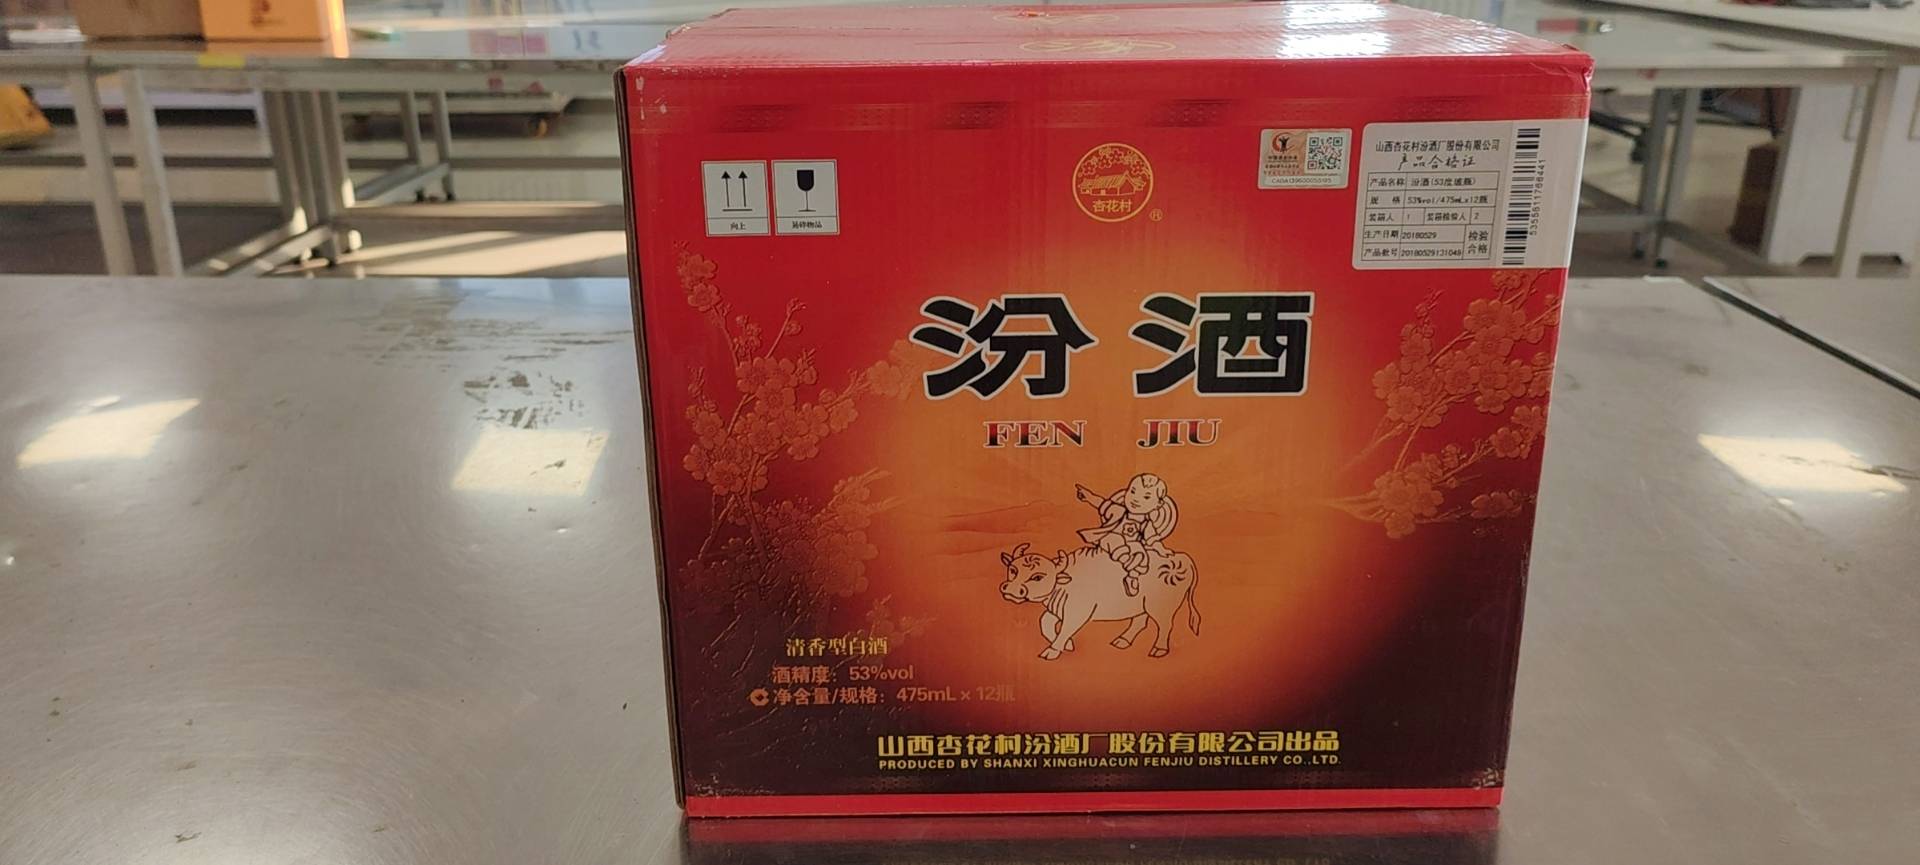 杏花村
®
向上
易碎物品
CADA139600055195
山西杏花村汾酒厂股份有限公司
产品合格证
产品名称 汾酒(53度玻瓶)
规 格 53%vol/475mL×12瓶
装箱人 1 装箱检验人 2
生产日期 20180529 检验
产品批号 20180529131048 合格
5355811766441
汾酒
FEN JIU
清香型白酒
酒精度：53%vol
净含量/规格：475mL×12瓶
山西杏花村汾酒厂股份有限公司出品
PRODUCED BY SHANXI XINGHUACUN FENJIU DISTILLERY CO.,LTD.